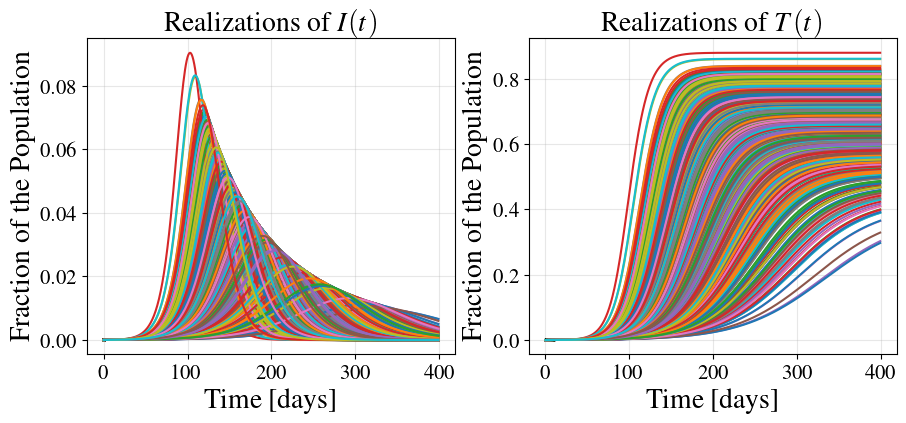 Realizations of I(t)
Fraction of the Population
0.08
0.06
0.04
0.02
0.00
0 100 200 300 400
Time [days]
Realizations of T(t)
Fraction of the Population
0.8
0.6
0.4
0.2
0.0
0 100 200 300 400
Time [days]